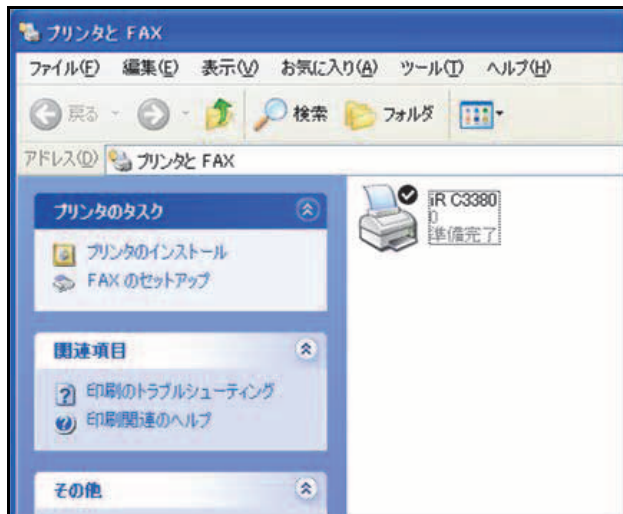 プリンタと FAX
ファイル(F) 編集(E) 表示(V) お気に入り(A) ツール(T) ヘルプ(H)
戻る 検索 フォルダ
アドレス(D) プリンタと FAX
プリンタのタスク
プリンタのインストール
FAX のセットアップ
関連項目
印刷のトラブルシューティング
印刷関連のヘルプ
その他
iR C3380
0
準備完了